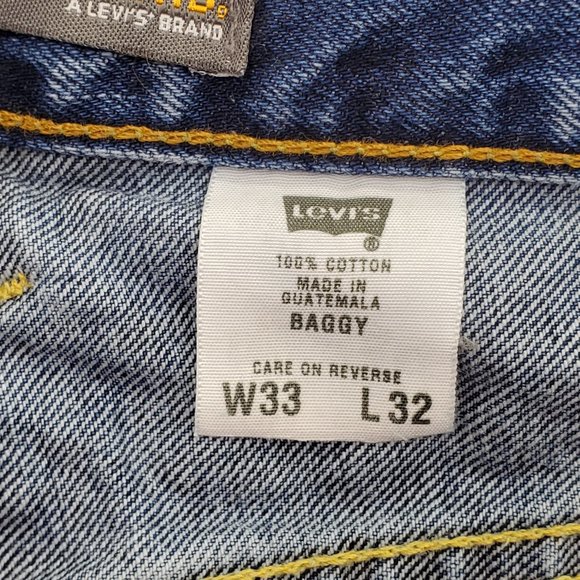 A LEVI'S® BRAND
LEVI'S
®
100% COTTON
MADE IN
GUATEMALA
BAGGY
CARE ON REVERSE
W33 L32